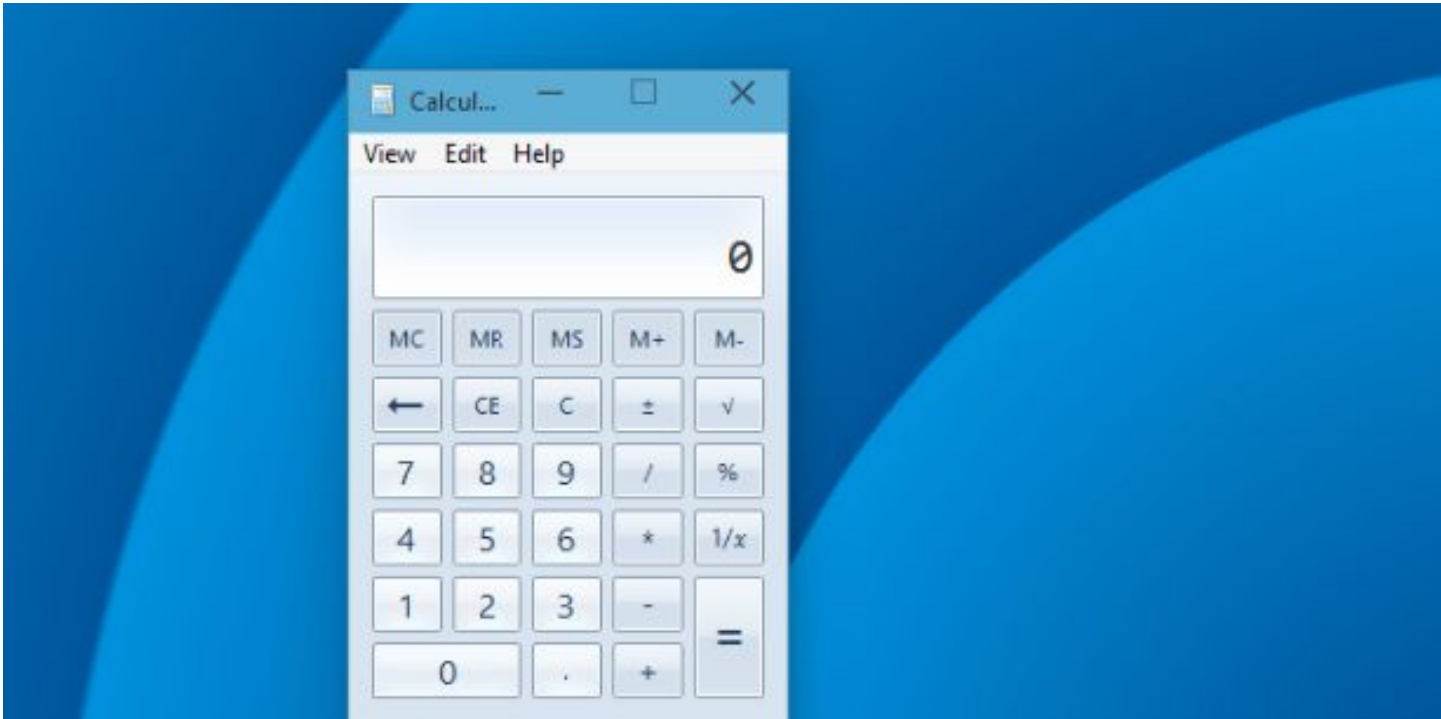 Calcul...
View Edit Help
0
MC MR MS M+ M-
← CE C ± √
7 8 9 / %
4 5 6 * 1/x
1 2 3 - =
0 . +